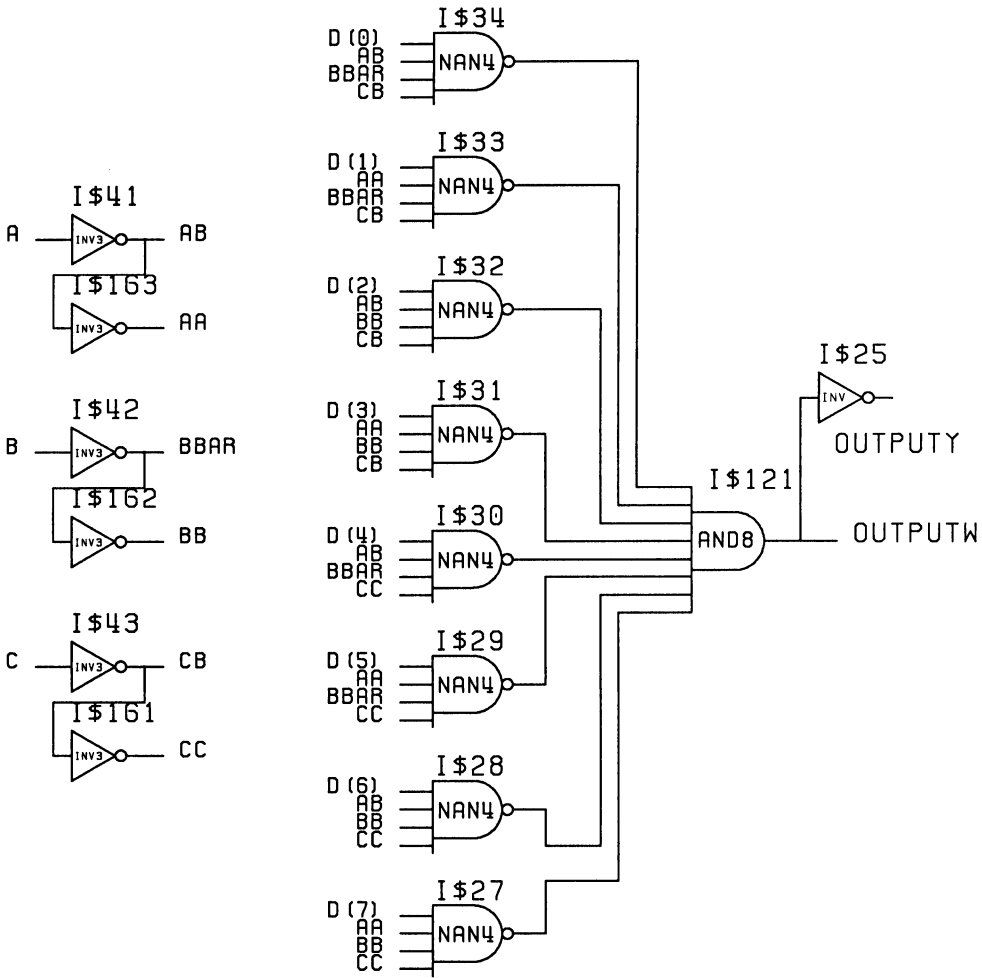 I$41
A
INV3
AB
I$163
INV3
AA
I$42
B
INV3
BBAR
I$162
INV3
BB
I$43
C
INV3
CB
I$161
INV3
CC
I$34
D(0)
AB
BBAR
CB
NAN4
I$33
D(1)
AA
BBAR
CB
NAN4
I$32
D(2)
AB
BB
CB
NAN4
I$31
D(3)
AA
BB
CB
NAN4
I$30
D(4)
AB
BBAR
CC
NAN4
I$29
D(5)
AA
BBAR
CC
NAN4
I$28
D(6)
AB
BB
CC
NAN4
I$27
D(7)
AA
BB
CC
NAN4
I$121
AND8
I$25
INV
OUTPUTY
OUTPUTW